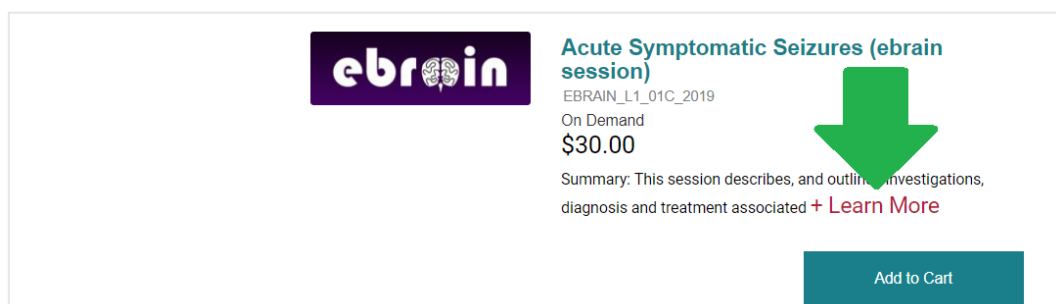 ebrain
Acute Symptomatic Seizures (ebrain
session)
EBRAIN_L1_01C_2019
On Demand
$30.00
Summary: This session describes, and outlin investigations,
diagnosis and treatment associated + Learn More
Add to Cart